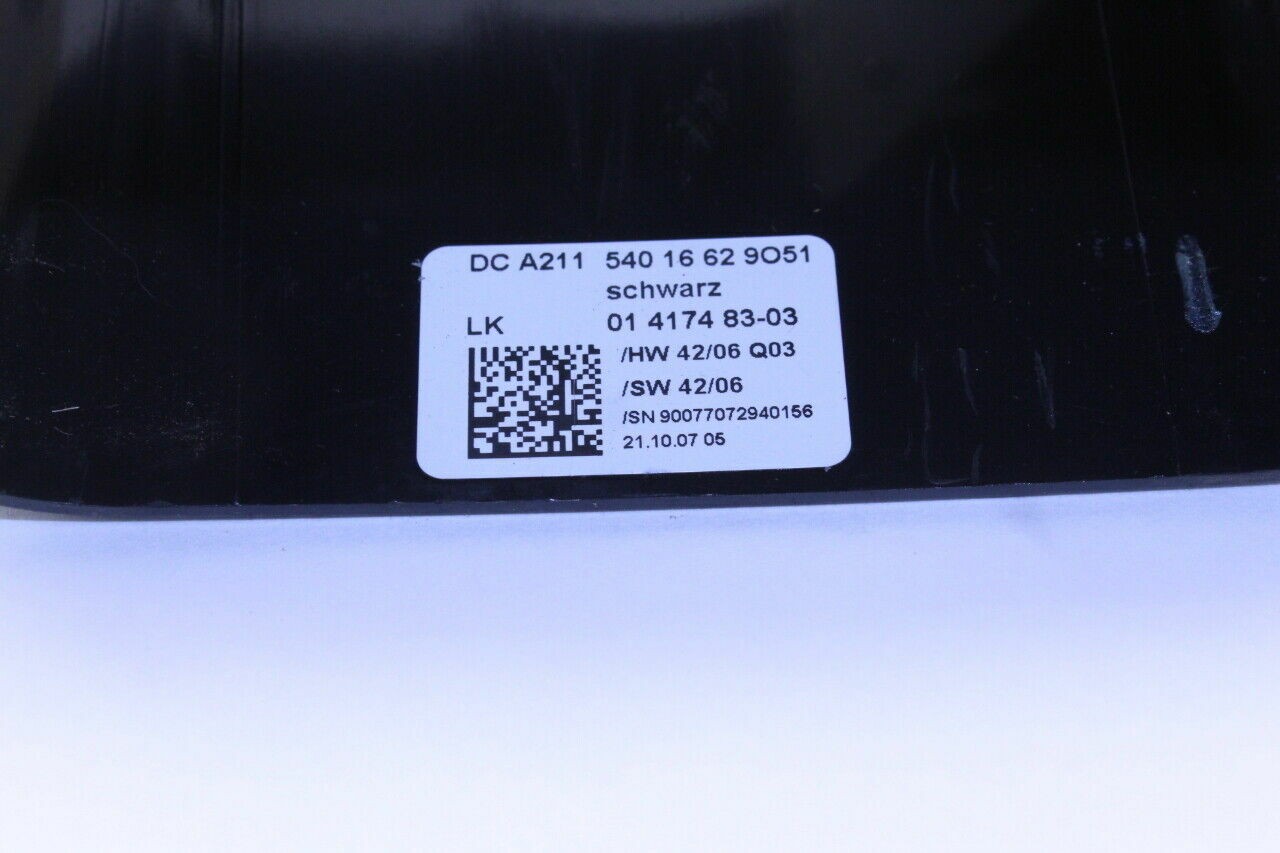 DC A211 540 16 62 9O51
schwarz
LK 01 4174 83-03
/HW 42/06 Q03
/SW 42/06
/SN 90077072940156
21.10.07 05